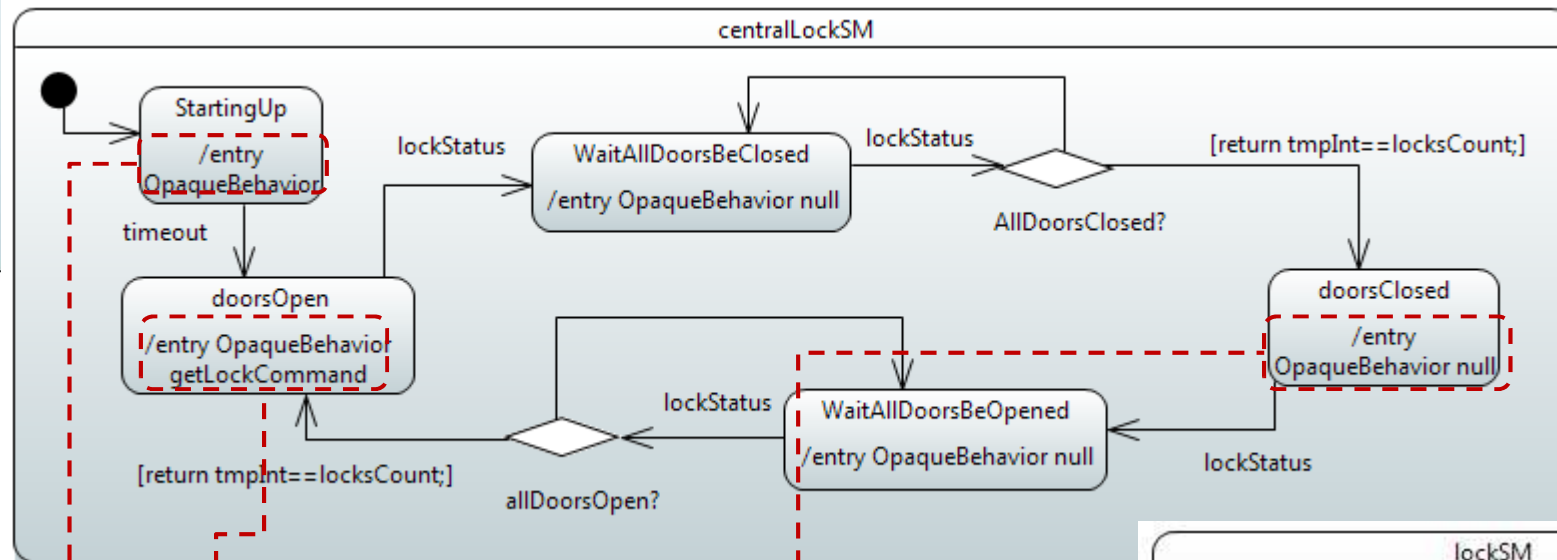 centralLockSM
StartingUp
/entry
OpaqueBehavior
timeout
lockStatus
WaitAllDoorsBeClosed
/entry OpaqueBehavior null
lockStatus
AllDoorsClosed?
[return tmpInt==locksCount;]
doorsOpen
/entry OpaqueBehavior
getLockCommand
doorsClosed
/entry
OpaqueBehavior null
lockStatus
WaitAllDoorsBeOpened
/entry OpaqueBehavior null
lockStatus
allDoorsOpen?
[return tmpInt==locksCount;]
lockSM